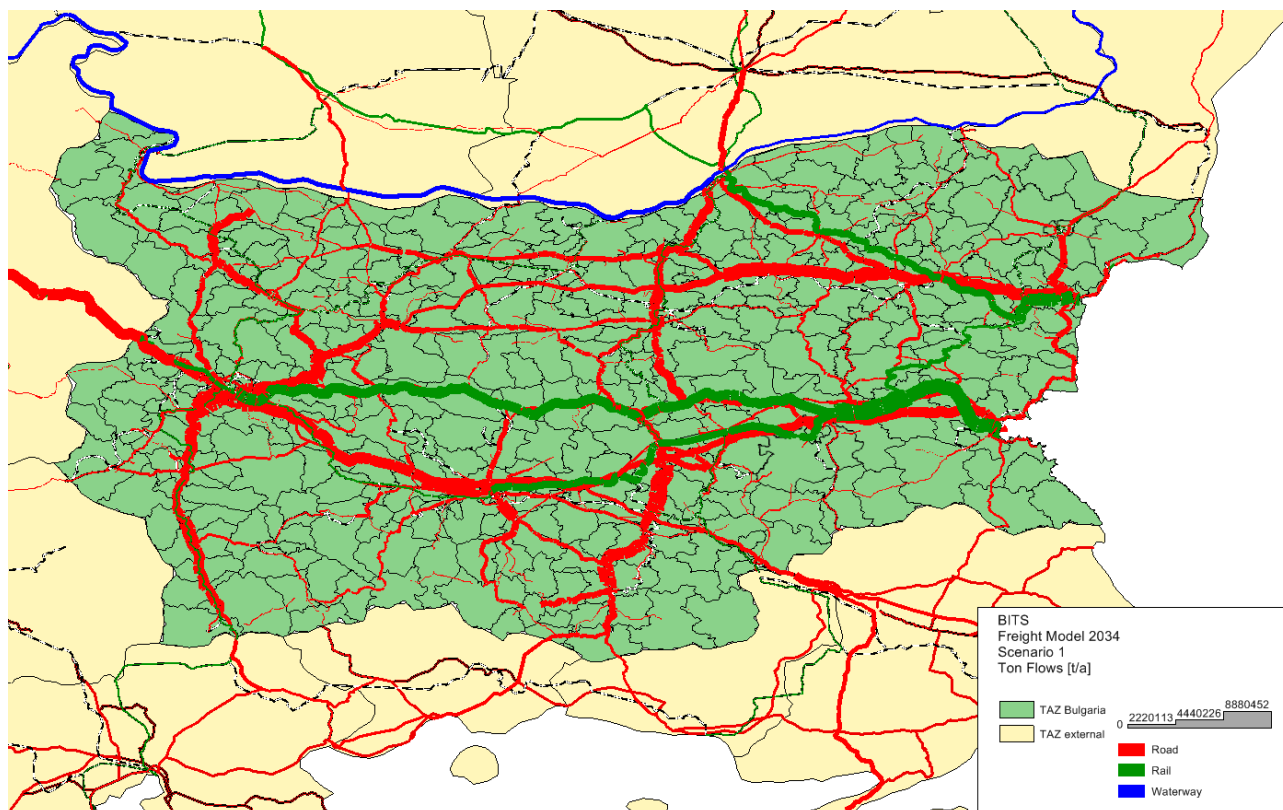 BITS
Freight Model 2034
Scenario 1
Ton Flows [t/a]
TAZ Bulgaria
TAZ external
0 2220113 4440226 8880452
Road
Rail
Waterway